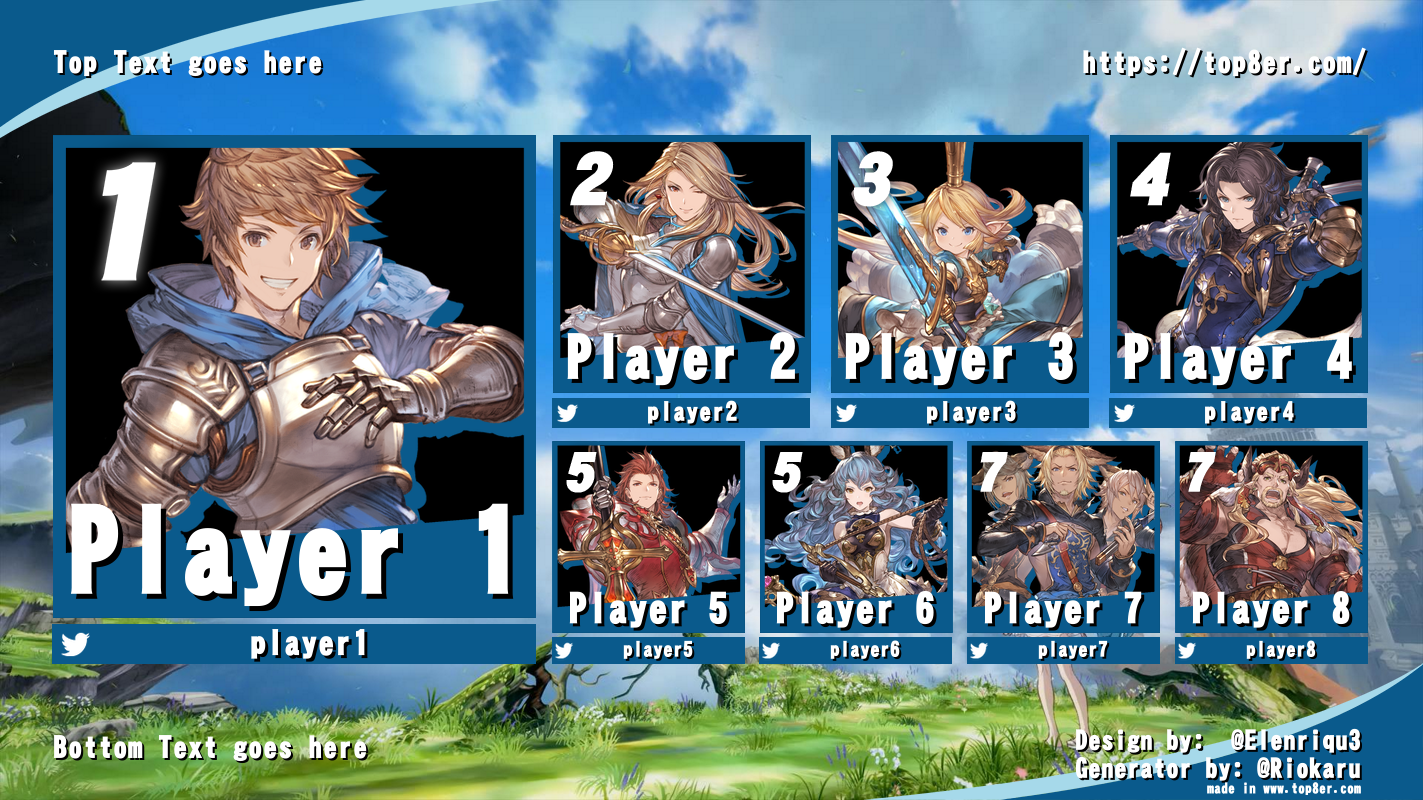 Top Text goes here
https://top8er.com/
1
Player 1
player1
2
Player 2
player2
3
Player 3
player3
4
Player 4
player4
5
Player 5
player5
5
Player 6
player6
7
Player 7
player7
7
Player 8
player8
Bottom Text goes here
Design by: @Elenriqu3
Generator by: @Riokaru
made in www.top8er.com